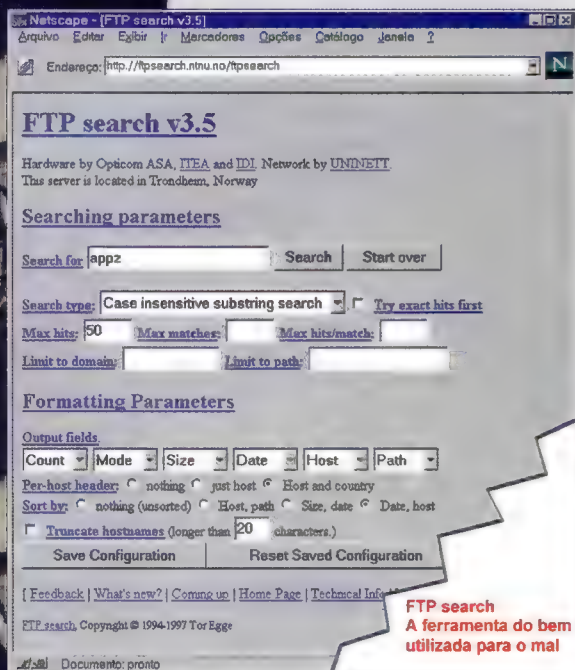 Netscape - [FTP search v3.5]
Arquivo Editar Exibir Ir Marcadores Opções Catálogo Janela ?
Endereço: http://ftpsearch.ntnu.no/ftpsearch
N
FTP search v3.5
Hardware by Opticom ASA, ITEA and IDI. Network by UNINETT.
This server is located in Trondheim, Norway
Searching parameters
Search for appz Search Start over
Search type: Case insensitive substring search Try exact hits first
Max hits: 50 Max matches: Max hits/match:
Limit to domain: Limit to path:
Formatting Parameters
Output fields.
Count Mode Size Date Host Path
Per-host header: nothing just host Host and country
Sort by: nothing (unsorted) Host, path Size, date Date, host
Truncate hostnames (longer than 20 characters.)
Save Configuration Reset Saved Configuration
[ Feedback | What's new? | Coming up | Home Page | Technical
FTP search, Copyright © 1994-1997 Tor Egge
Documento: pronto
FTP search
A ferramenta do bem
utilizada para o mal